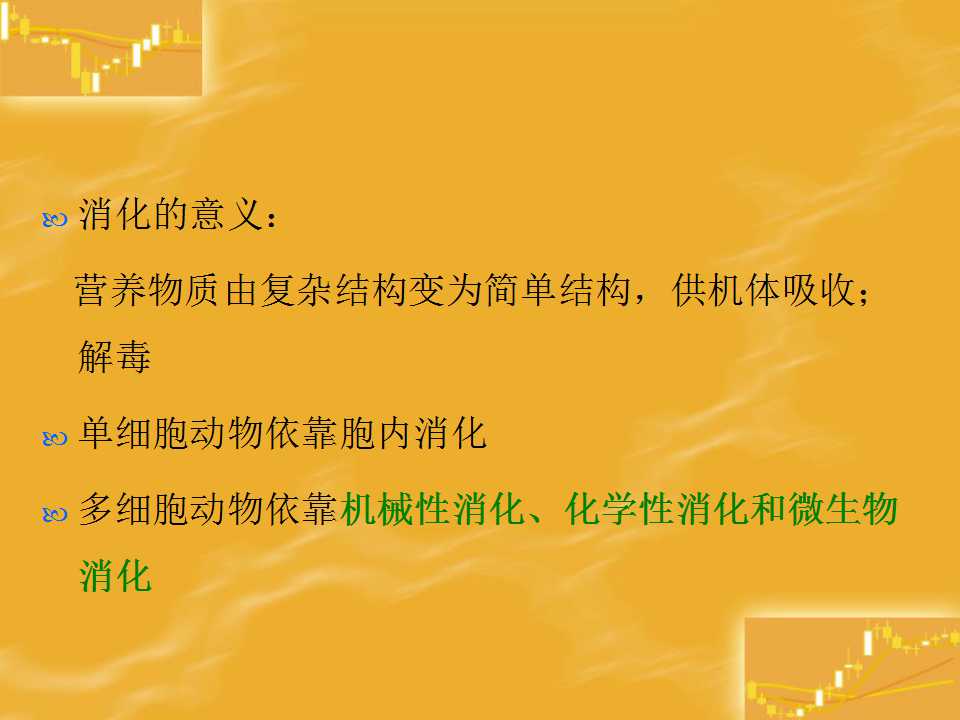 消化的意义：
营养物质由复杂结构变为简单结构，供机体吸收；
解毒
单细胞动物依靠胞内消化
多细胞动物依靠机械性消化、化学性消化和微生物
消化